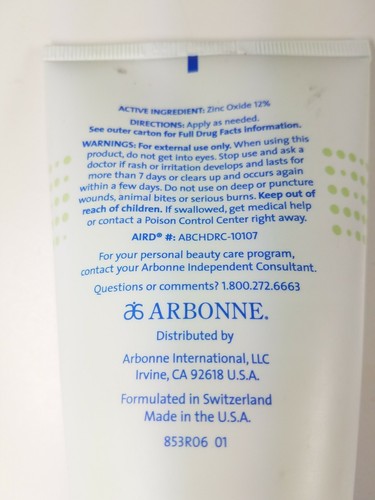 ACTIVE INGREDIENT: Zinc Oxide 12%
DIRECTIONS: Apply as needed.
See outer carton for Full Drug Facts information.
WARNINGS: For external use only. When using this
product, do not get into eyes. Stop use and ask a
doctor if rash or irritation develops and lasts for
more than 7 days or clears up and occurs again
within a few days. Do not use on deep or puncture
wounds, animal bites or serious burns. Keep out of
reach of children. If swallowed, get medical help
or contact a Poison Control Center right away.
AIRD® #: ABCHDRC-10107
For your personal beauty care program,
contact your Arbonne Independent Consultant.
Questions or comments? 1.800.272.6663
ARBONNE.
Distributed by
Arbonne International, LLC
Irvine, CA 92618 U.S.A.
Formulated in Switzerland
Made in the U.S.A.
853R06 01